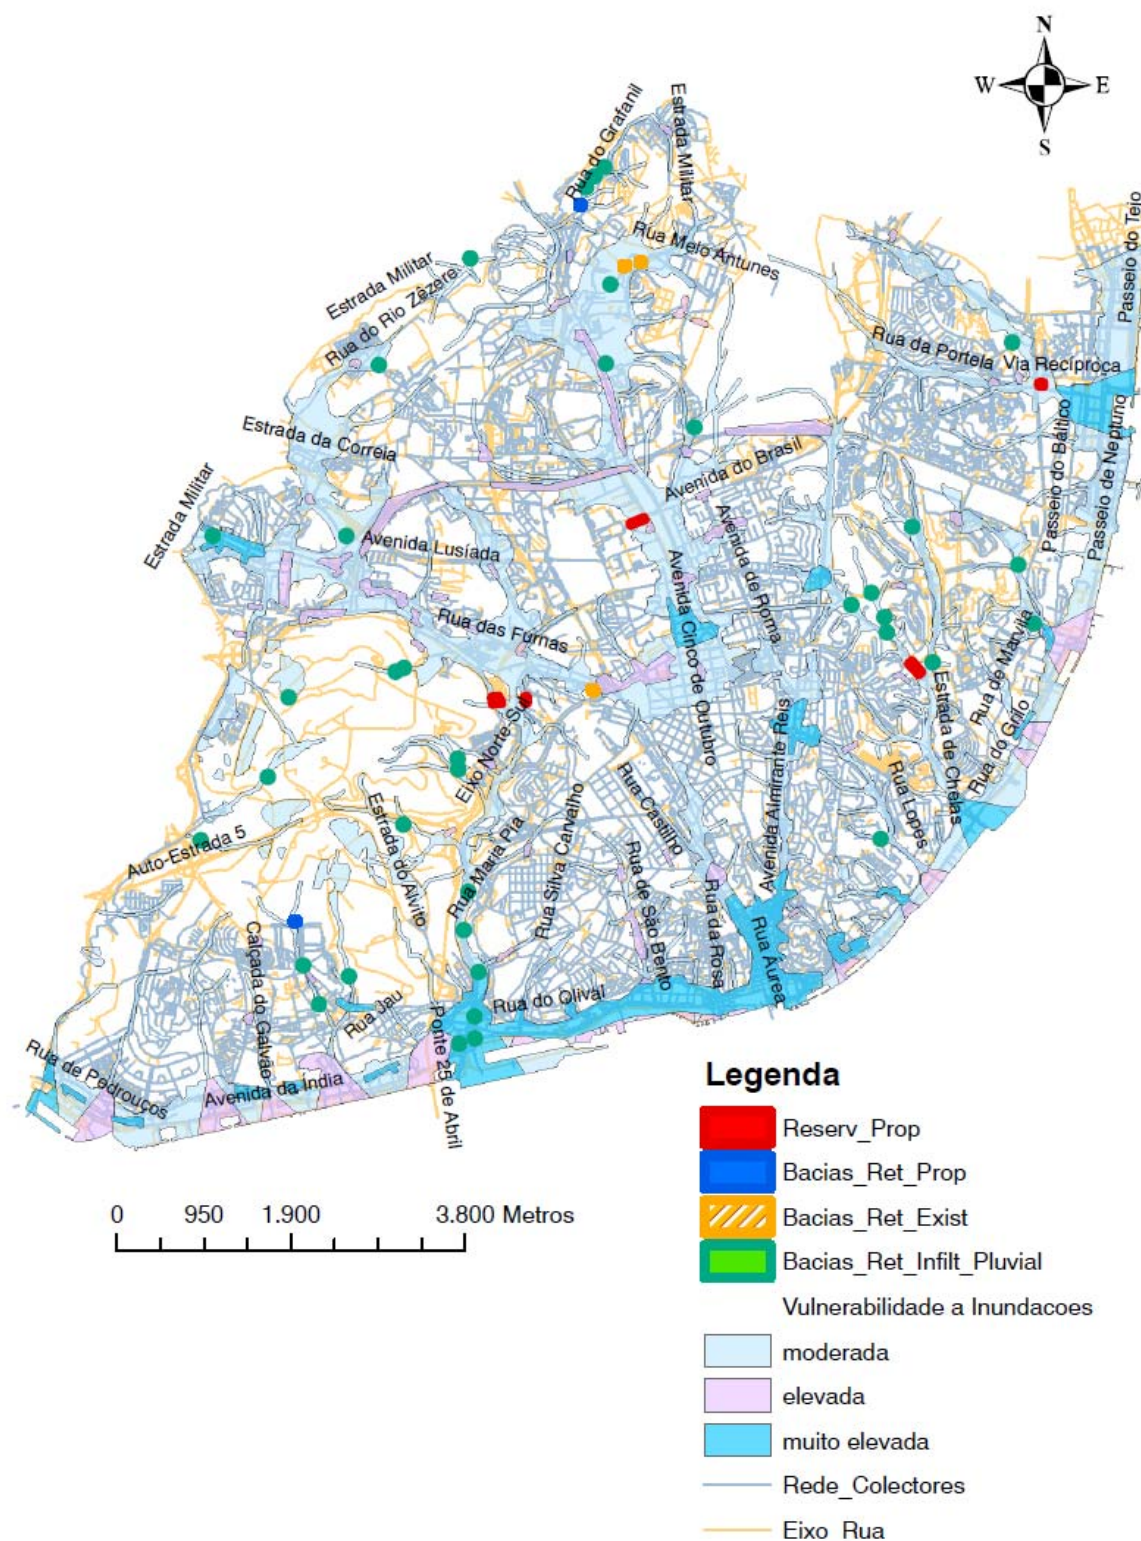 N
W E
S
Rua do Grafanil
Estrada Militar
Rua Melo Antunes
Passeio do Tejo
Estrada Militar
Rua do Rio Zêzere
Rua da Portela
Via Recíproca
Estrada da Correia
Avenida do Brasil
Passeio do Báltico
Passeio de Neptuno
Estrada Militar
Avenida Lusíada
Avenida de Roma
Avenida Cinco de Outubro
Rua das Furnas
Rua de Marvila
Estrada de Chelas
Rua do Grilo
Eixo Norte-Sul
Avenida Almirante Reis
Rua Castilho
Rua Lopes
Estrada do Alvito
Rua Maria Pia
Rua Silva Carvalho
Auto-Estrada 5
Rua de São Bento
Rua da Rosa
Rua Áurea
Calçada do Galvão
Rua Jau
Rua do Olival
Ponte 25 de Abril
Rua de Pedrouços
Avenida da Índia
Legenda
Reserv_Prop
Bacias_Ret_Prop
Bacias_Ret_Exist
Bacias_Ret_Infilt_Pluvial
Vulnerabilidade a Inundacoes
moderada
elevada
muito elevada
Rede_Colectores
Eixo_Rua
0 950 1.900 3.800 Metros